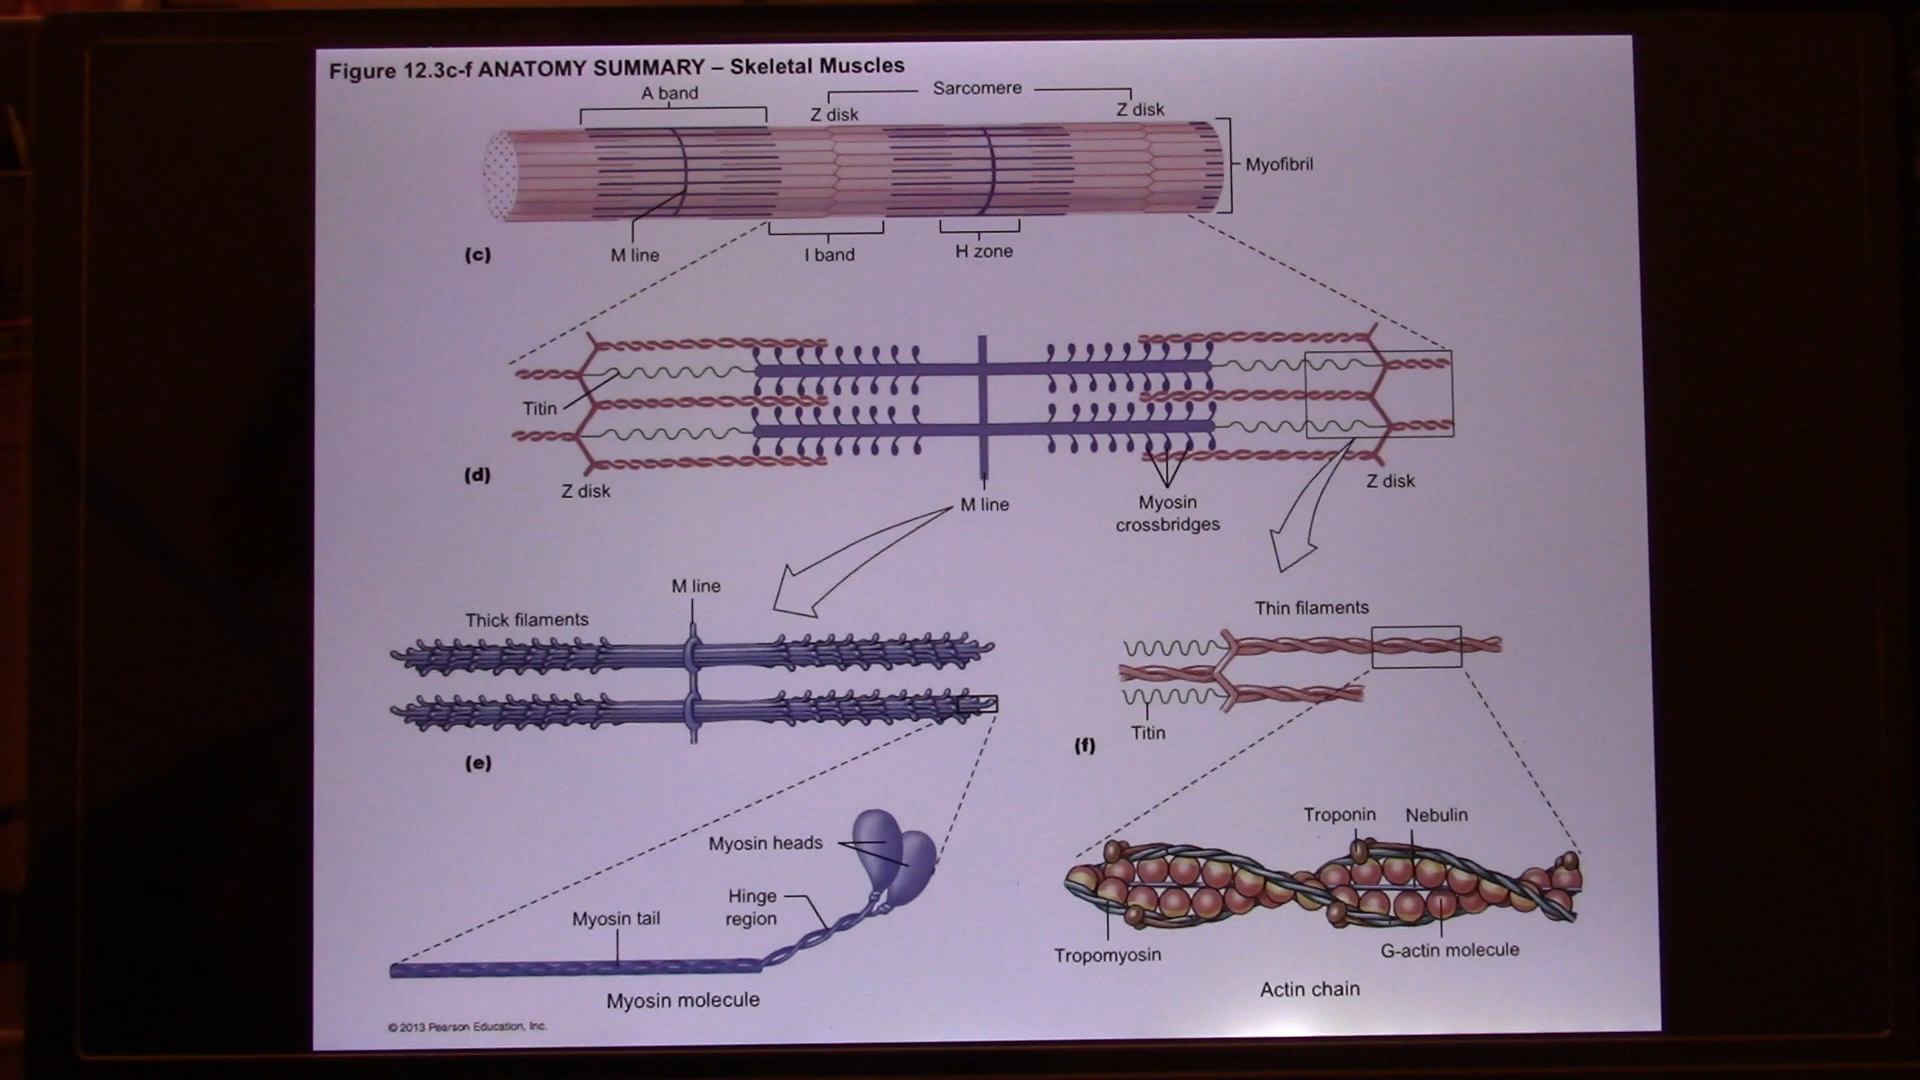 Figure 12.3c-f ANATOMY SUMMARY – Skeletal Muscles
A band
Sarcomere
Z disk
Z disk
Myofibril
M line
I band
H zone
(c)
Titin
(d)
Z disk
M line
Myosin
crossbridges
Z disk
M line
Thick filaments
(e)
Thin filaments
Titin
(f)
Myosin heads
Hinge
region
Myosin tail
Myosin molecule
Troponin
Nebulin
Tropomyosin
G-actin molecule
Actin chain
© 2013 Pearson Education, Inc.